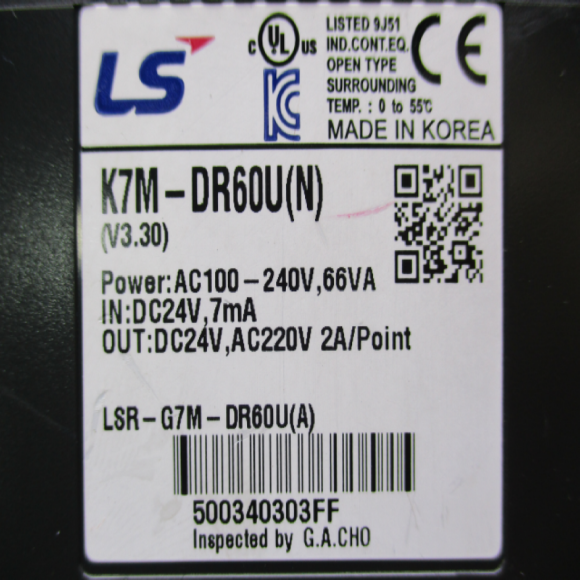 LS
C UL US
LISTED 9J51
IND.CONT.EQ.
OPEN TYPE
SURROUNDING
TEMP. : 0 to 55℃
CE
KC
MADE IN KOREA
K7M-DR60U(N)
(V3.30)
Power:AC100-240V,66VA
IN:DC24V,7mA
OUT:DC24V,AC220V 2A/Point
LSR-G7M-DR60U(A)
500340303FF
Inspected by G.A.CHO